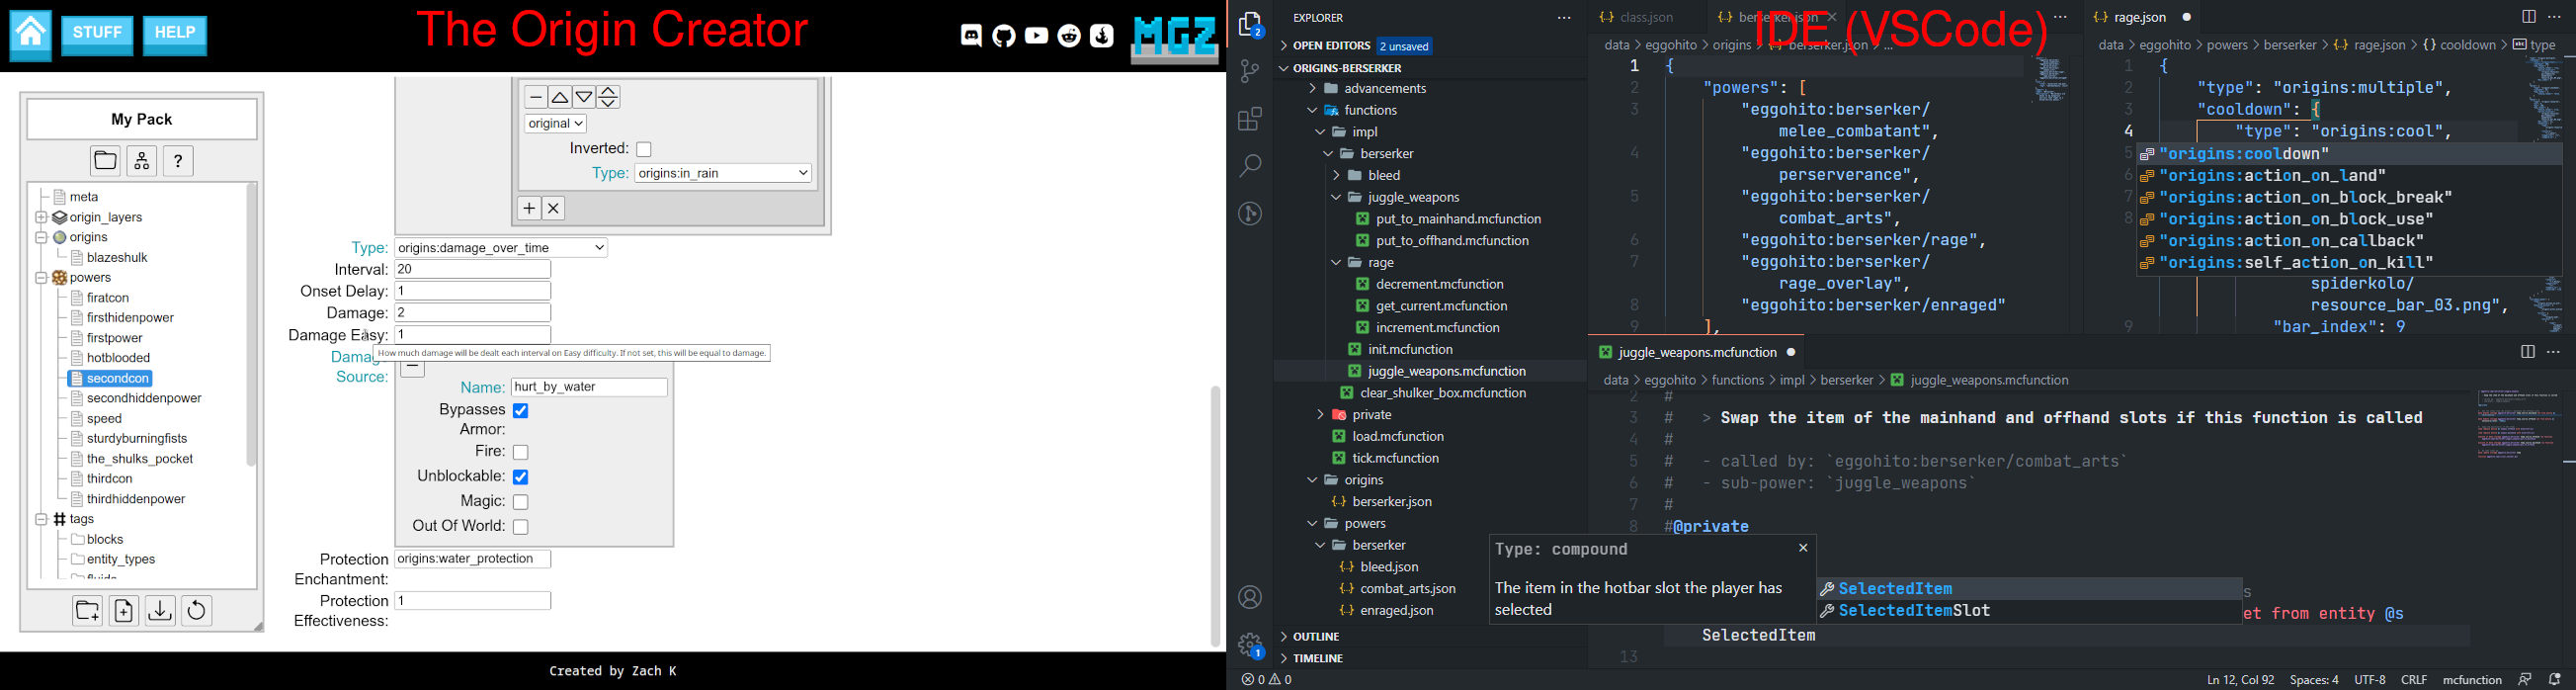 STUFF
HELP
The Origin Creator
MGZ
My Pack
?
meta
origin_layers
origins
blazeshulk
powers
firatcon
firsthidenpower
firstpower
hotblooded
secondcon
secondhiddenpower
speed
sturdyburningfists
the_shulks_pocket
thirdcon
thirdhiddenpower
tags
blocks
entity_types
original
Inverted:
Type: origins:in_rain
Type: origins:damage_over_time
Interval: 20
Onset Delay: 1
Damage: 2
Damage Easy: 1
How much damage will be dealt each interval on Easy difficulty. If not set, this will be equal to damage.
Source:
Name: hurt_by_water
Bypasses
Armor:
Fire:
Unblockable:
Magic:
Out Of World:
Protection origins:water_protection
Enchantment:
Protection 1
Effectiveness:
Created by Zach K
IDE (VSCode)
2
1
EXPLORER
OPEN EDITORS 2 unsaved
ORIGINS-BERSERKER
advancements
functions
impl
berserker
bleed
juggle_weapons
put_to_mainhand.mcfunction
put_to_offhand.mcfunction
rage
decrement.mcfunction
get_current.mcfunction
increment.mcfunction
init.mcfunction
juggle_weapons.mcfunction
clear_shulker_box.mcfunction
private
load.mcfunction
tick.mcfunction
origins
berserker.json
powers
berserker
bleed.json
combat_arts.json
enraged.json
OUTLINE
TIMELINE
class.json
berserker.json
data > eggohito > origins > berserker.json > ...
1 {
2 "powers": [
3 "eggohito:berserker/
melee_combatant",
4 "eggohito:berserker/
perserverance",
5 "eggohito:berserker/
combat_arts",
6 "eggohito:berserker/rage",
7 "eggohito:berserker/
rage_overlay",
8 "eggohito:berserker/enraged"
9 ],
rage.json
data > eggohito > powers > berserker > rage.json > {} cooldown > type
1 {
2 "type": "origins:multiple",
3 "cooldown": {
4 "type": "origins:cool",
5 "origins:cooldown"
6 "origins:action_on_land"
7 "origins:action_on_block_break"
8 "origins:action_on_block_use"
"origins:action_on_callback"
"origins:self_action_on_kill"
spiderkolo/
resource_bar_03.png",
9 "bar_index": 9
juggle_weapons.mcfunction
data > eggohito > functions > impl > berserker > juggle_weapons.mcfunction
2 #
3 # > Swap the item of the mainhand and offhand slots if this function is called
4 #
5 # - called by: `eggohito:berserker/combat_arts`
6 # - sub-power: `juggle_weapons`
7 #
8 #@private
Type: compound
The item in the hotbar slot the player has
selected
SelectedItem
SelectedItemSlot
et from entity @s
SelectedItem
13
0 0
Ln 12, Col 92 Spaces: 4 UTF-8 CRLF mcfunction